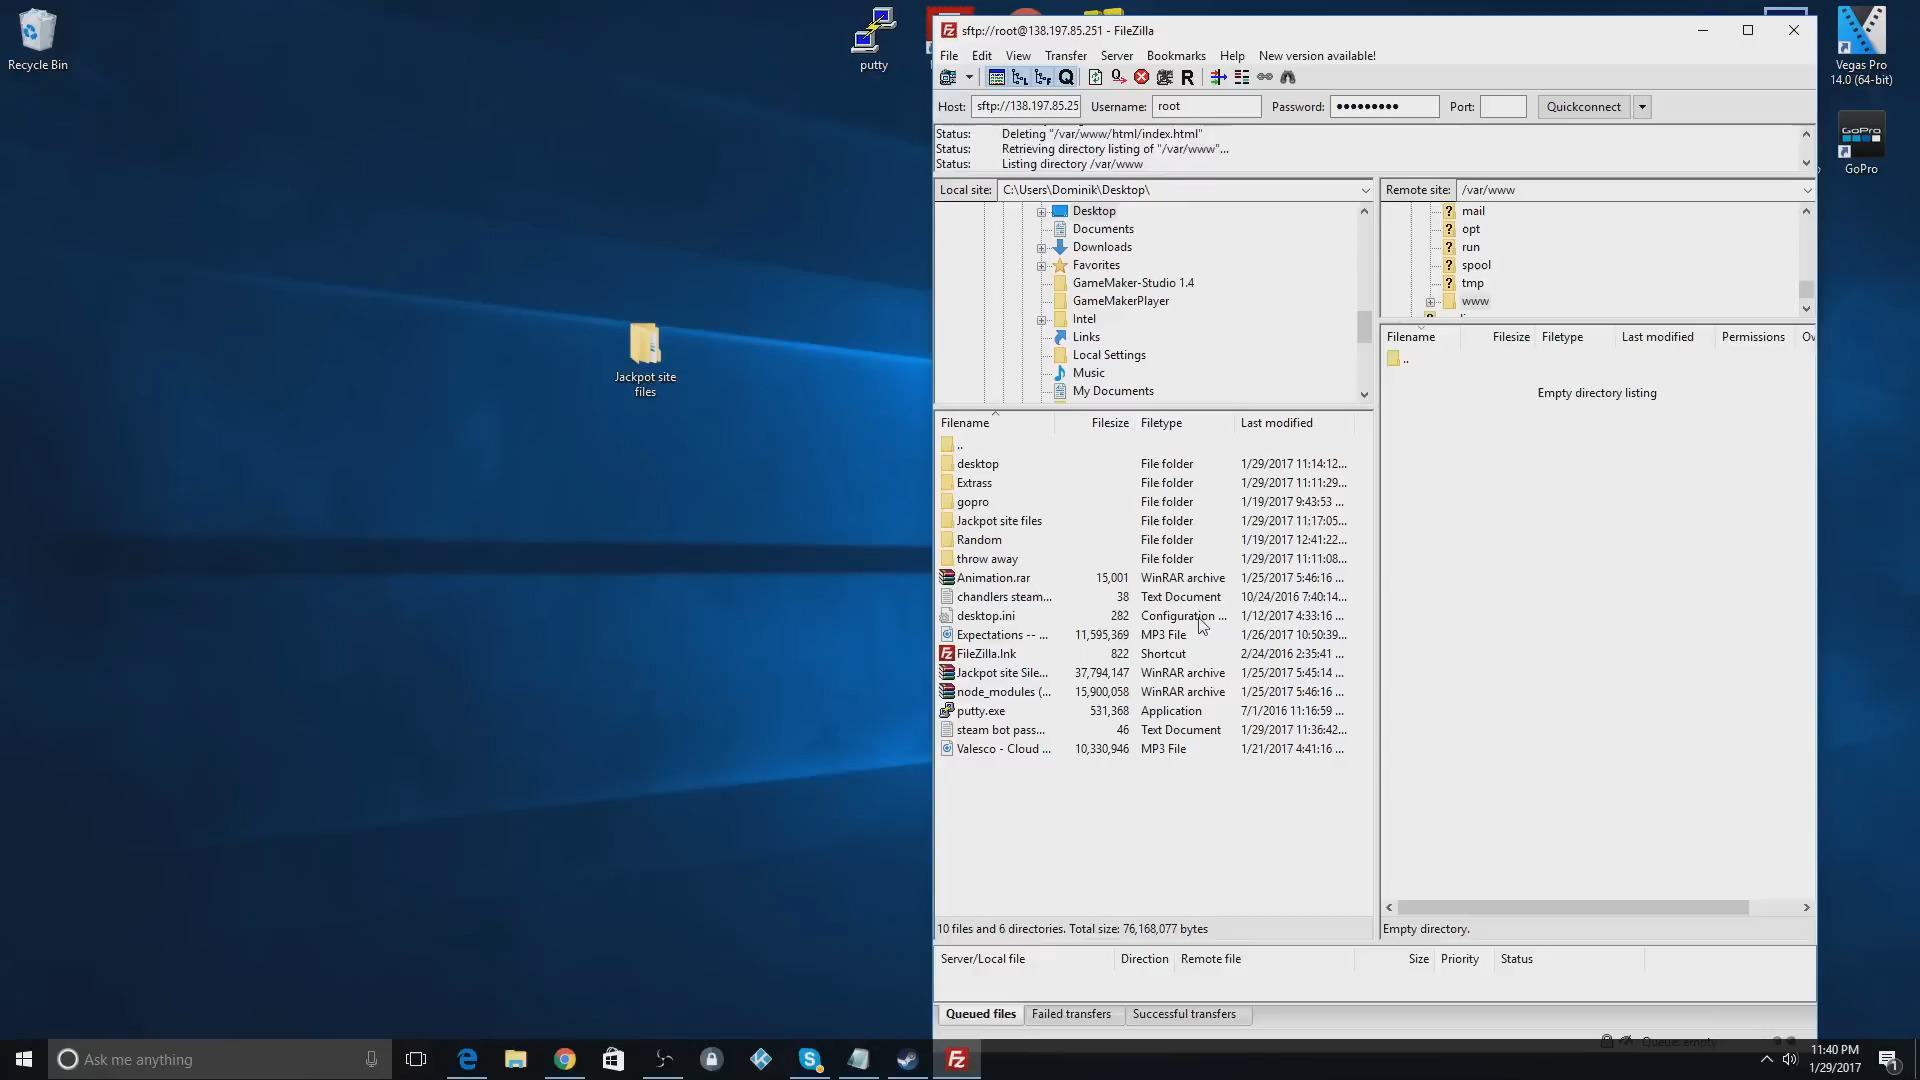 Recycle Bin
putty
Vegas Pro
14.0 (64-bit)
GoPro
GoPro
Jackpot site
files
sftp://root@138.197.85.251 - FileZilla
File Edit View Transfer Server Bookmarks Help New version available!
Host: sftp://138.197.85.25 Username: root Password: ●●●●●●●●● Port: Quickconnect
Status: Deleting "/var/www/html/index.html"
Status: Retrieving directory listing of "/var/www"...
Status: Listing directory /var/www
Local site: C:\Users\Dominik\Desktop\
Desktop
Documents
Downloads
Favorites
GameMaker-Studio 1.4
GameMakerPlayer
Intel
Links
Local Settings
Music
My Documents
Remote site: /var/www
mail
opt
run
spool
tmp
www
Filename Filesize Filetype Last modified
..
desktop File folder 1/29/2017 11:14:12...
Extrass File folder 1/29/2017 11:11:29...
gopro File folder 1/19/2017 9:43:53 ...
Jackpot site files File folder 1/29/2017 11:17:05...
Random File folder 1/19/2017 12:41:22...
throw away File folder 1/29/2017 11:11:08...
Animation.rar 15,001 WinRAR archive 1/25/2017 5:46:16 ...
chandlers steam... 38 Text Document 10/24/2016 7:40:14...
desktop.ini 282 Configuration ... 1/12/2017 4:33:16 ...
Expectations -- ... 11,595,369 MP3 File 1/26/2017 10:50:39...
FileZilla.lnk 822 Shortcut 2/24/2016 2:35:41 ...
Jackpot site Sile... 37,794,147 WinRAR archive 1/25/2017 5:45:14 ...
node_modules (... 15,900,058 WinRAR archive 1/25/2017 5:46:16 ...
putty.exe 531,368 Application 7/1/2016 11:16:59 ...
steam bot pass... 46 Text Document 1/29/2017 11:36:42...
Valesco - Cloud ... 10,330,946 MP3 File 1/21/2017 4:41:16 ...
10 files and 6 directories. Total size: 76,168,077 bytes
Filename Filesize Filetype Last modified Permissions Ov
..
Empty directory listing
Empty directory.
Server/Local file Direction Remote file Size Priority Status
Queued files Failed transfers Successful transfers
Queue: empty
Ask me anything
11:40 PM
1/29/2017
1